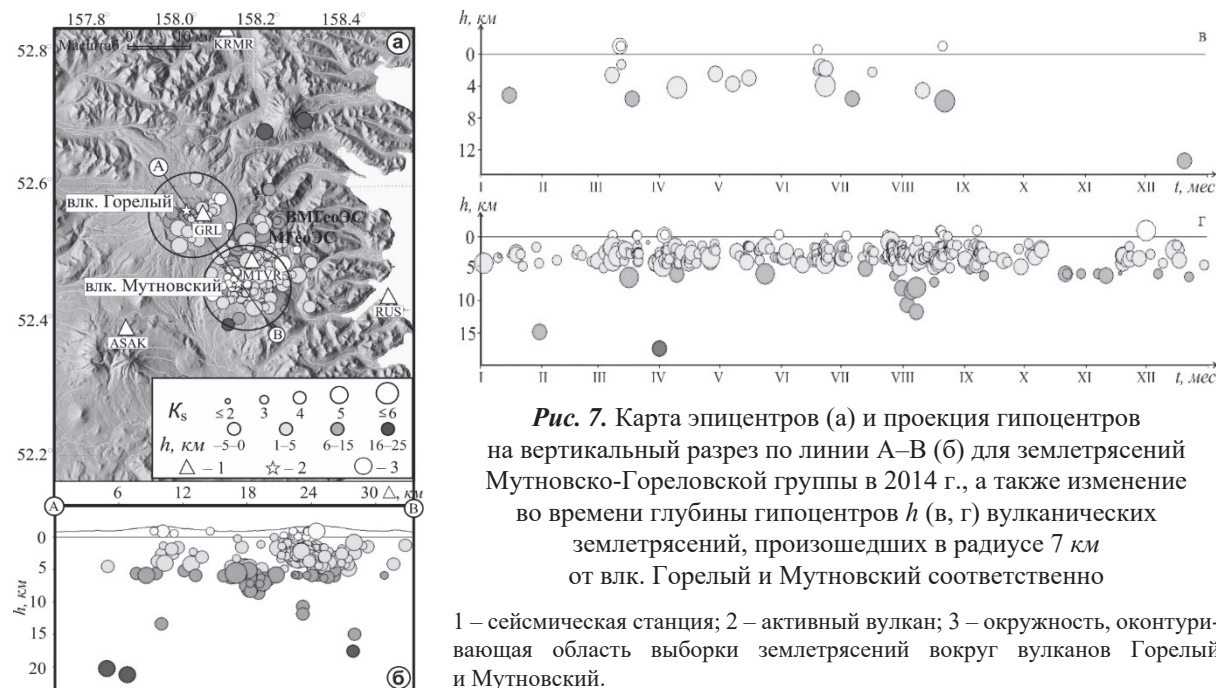 157.8° 158.0° 158.2° 158.4°
52.8°
Масштаб 0 10 км
а
KRMR
52.6°
А
влк. Горелый
GRL
ВМГеоЭС
МГеоЭС
MTVR
влк. Мутновский
RUS
52.4°
ASAK
В
Ks ≤2 3 4 5 ≤6
h, км –5–0 1–5 6–15 16–25
– 1 – 2 – 3
52.2°
6 12 18 24 30 △, км
А В
0
5
10
15
20
h, км
б
h, км
в
-4
0
4
8
12
I II III IV V VI VII VIII IX X XI XII t, мес
h, км
г
-5
0
5
10
15
I II III IV V VI VII VIII IX X XI XII t, мес
Рис. 7. Карта эпицентров (а) и проекция гипоцентров
на вертикальный разрез по линии А–В (б) для землетрясений
Мутновско-Гореловской группы в 2014 г., а также изменение
во времени глубины гипоцентров h (в, г) вулканических
землетрясений, произошедших в радиусе 7 км
от влк. Горелый и Мутновский соответственно
1 – сейсмическая станция; 2 – активный вулкан; 3 – окружность, оконтури-
вающая область выборки землетрясений вокруг вулканов Горелый
и Мутновский.